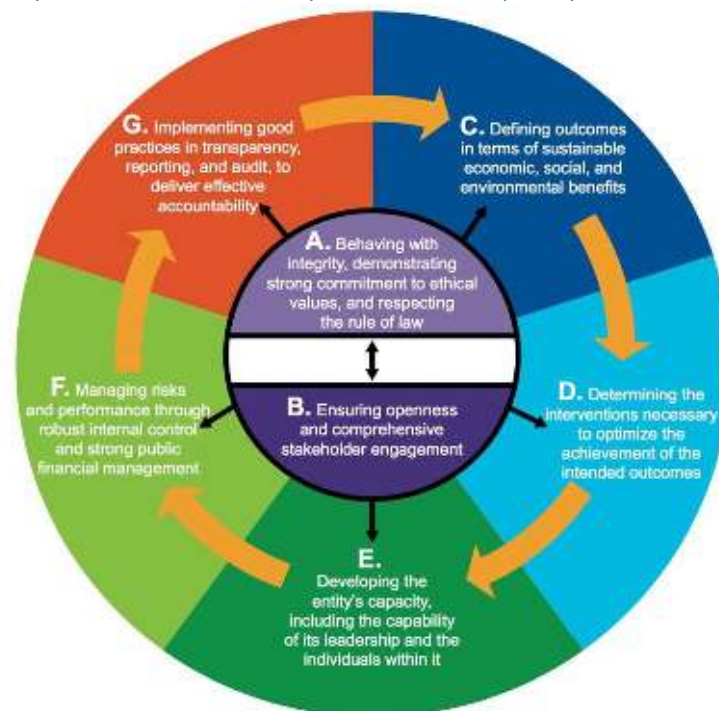 G. Implementing good
practices in transparency,
reporting, and audit, to
deliver effective
accountability
C. Defining outcomes
in terms of sustainable
economic, social, and
environmental benefits
A. Behaving with
integrity, demonstrating
strong commitment to ethical
values, and respecting
the rule of law
B. Ensuring openness
and comprehensive
stakeholder engagement
D. Determining the
interventions necessary
to optimize the
achievement of the
intended outcomes
E.
Developing the
entity's capacity,
including the capability
of its leadership and the
individuals within it
F. Managing risks
and performance through
robust internal control
and strong public
financial management